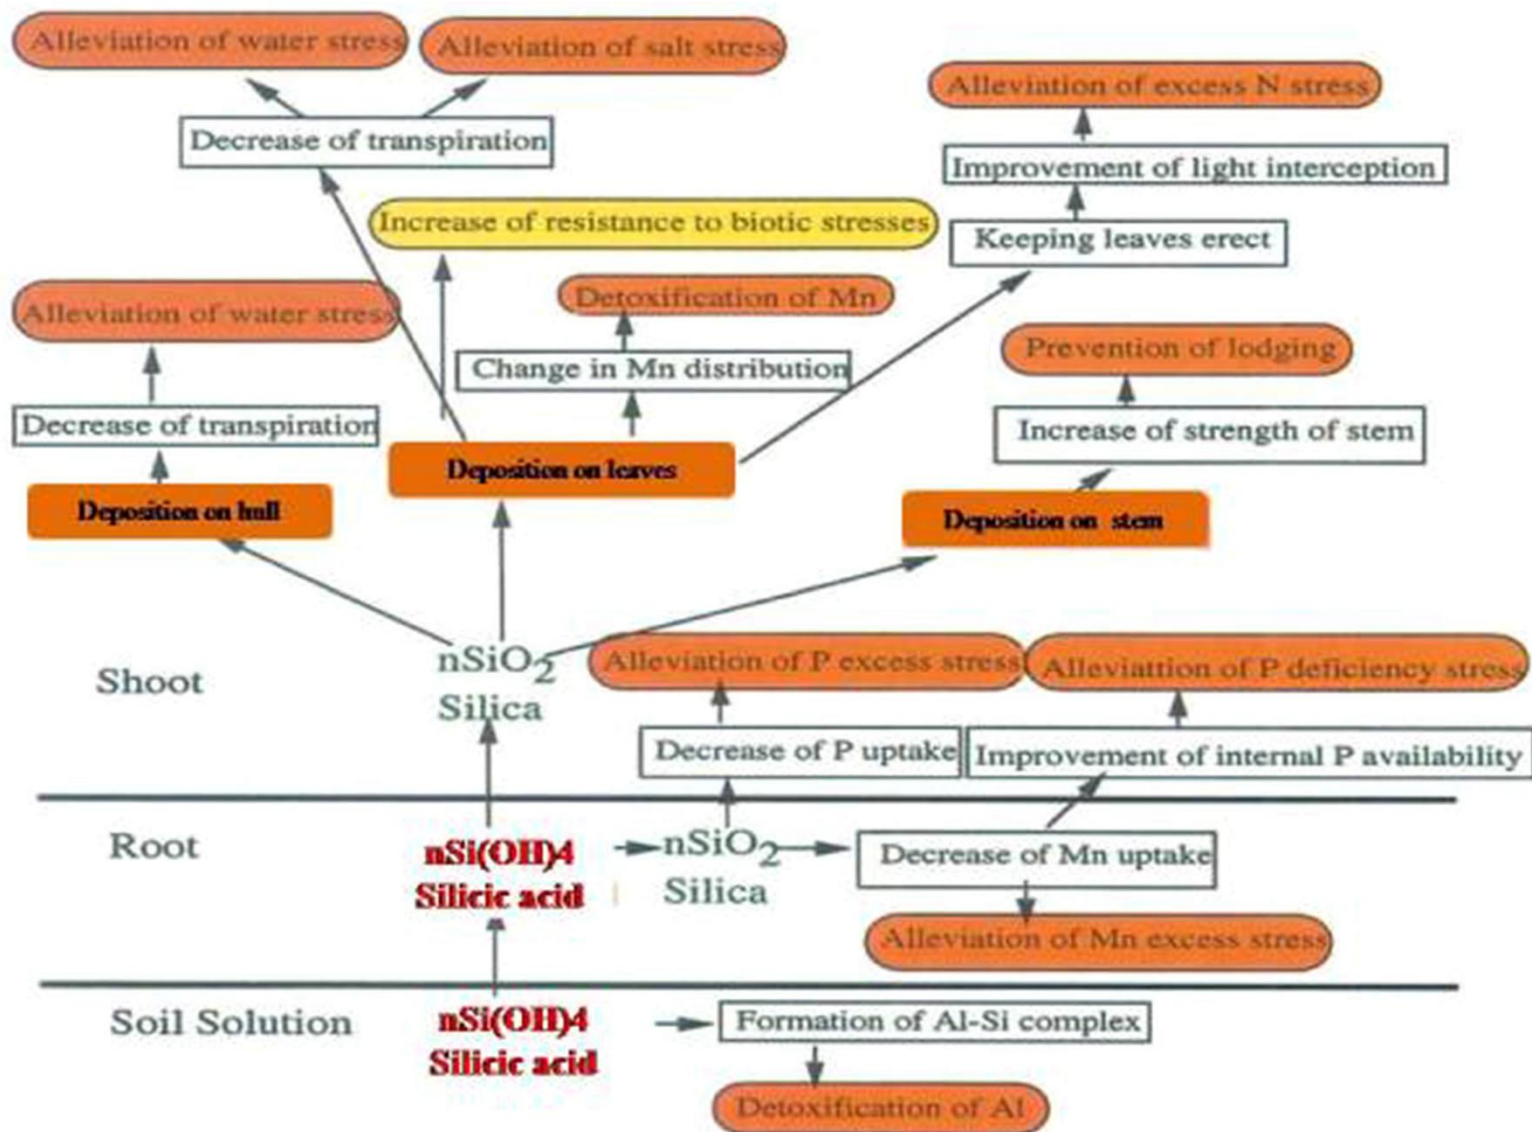 Alleviation of water stress
Alleviation of salt stress
Alleviation of excess N stress
Decrease of transpiration
Improvement of light interception
Increase of resistance to biotic stresses
Keeping leaves erect
Detoxification of Mn
Alleviation of water stress
Prevention of lodging
Change in Mn distribution
Decrease of transpiration
Increase of strength of stem
Deposition on leaves
Deposition on hull
Deposition on stem
Shoot
nSiO2
Silica
Alleviation of P excess stress
Alleviattion of P deficiency stress
Decrease of P uptake
Improvement of internal P availability
Root
nSi(OH)4
Silicic acid
nSiO2
Silica
Decrease of Mn uptake
Alleviation of Mn excess stress
Soil Solution
nSi(OH)4
Silicic acid
Formation of Al-Si complex
Detoxification of Al